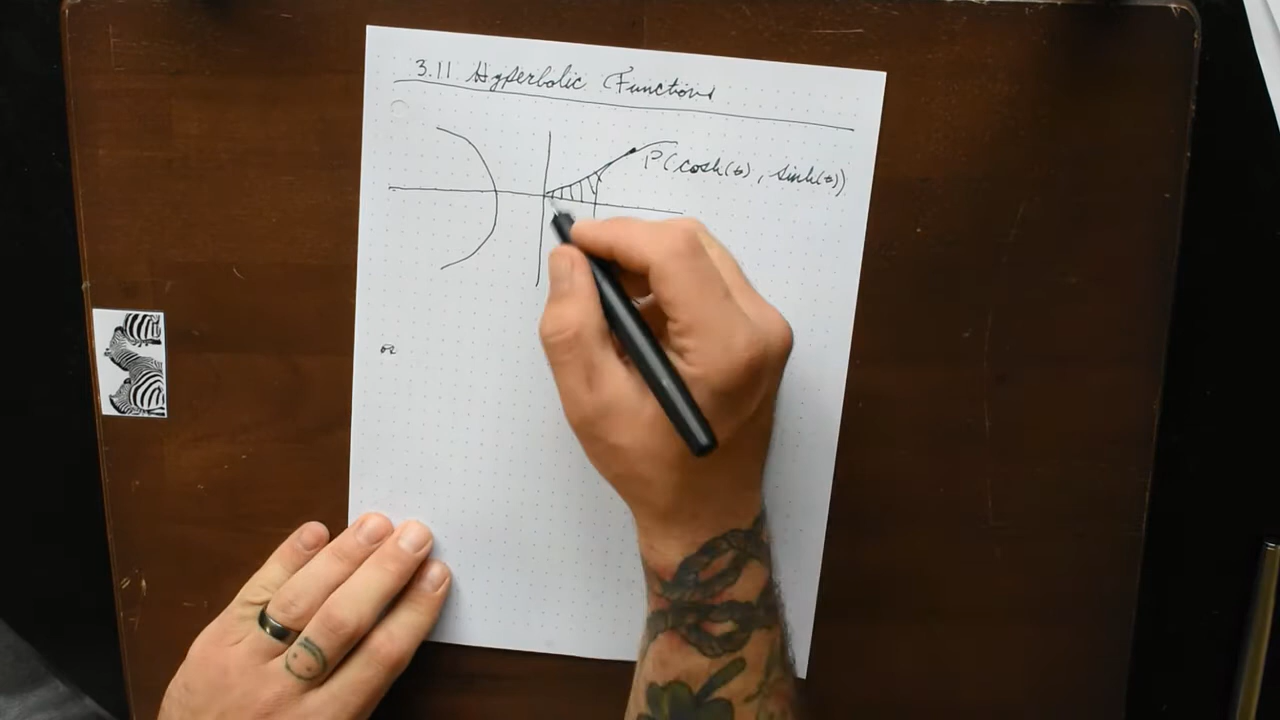 3.11 Hyperbolic Functions
P(cosh(θ), sinh(θ))